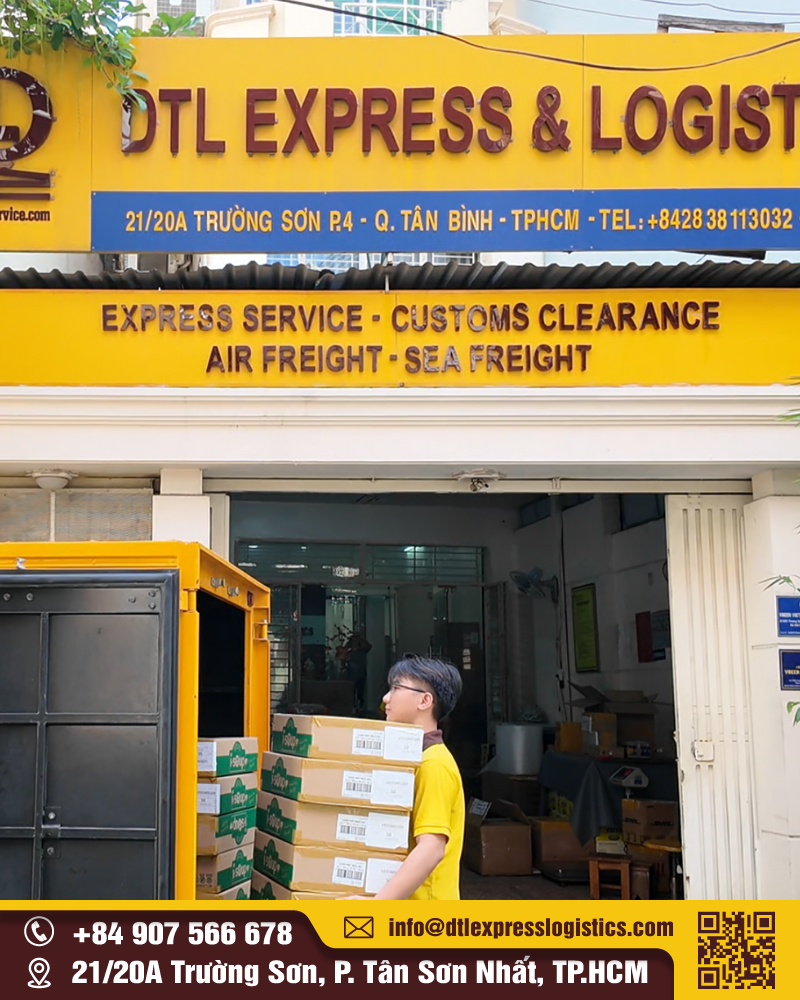 DTL EXPRESS & LOGIST
rvice.com
21/20A TRƯỜNG SƠN P.4 - Q. TÂN BÌNH - TPHCM - TEL: +8428 38113032
EXPRESS SERVICE - CUSTOMS CLEARANCE
AIR FREIGHT - SEA FREIGHT
DHL
+84 907 566 678
info@dtlexpresslogistics.com
21/20A Trường Sơn, P. Tân Sơn Nhất, TP.HCM